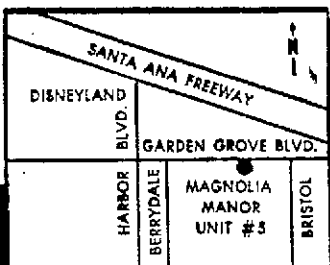 N
SANTA ANA FREEWAY
DISNEYLAND
HARBOR BLVD.
GARDEN GROVE BLVD.
BERRYDALE
MAGNOLIA
MANOR
UNIT #5
BRISTOL